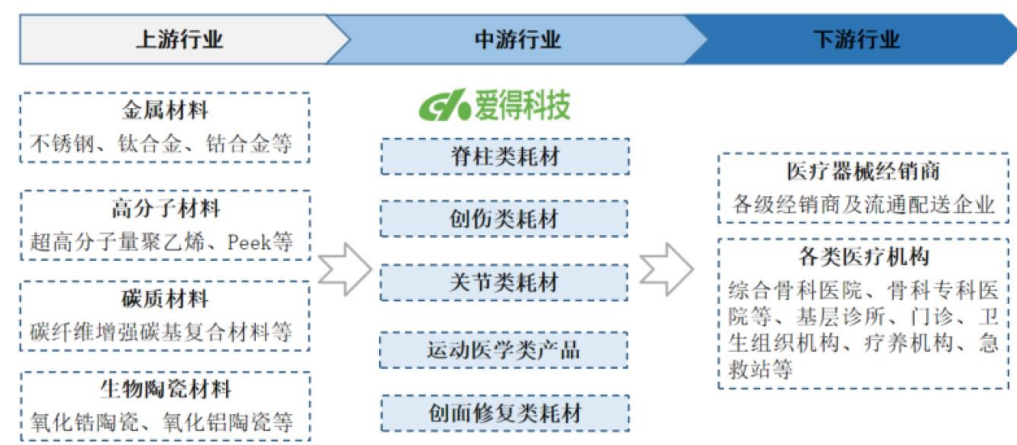 上游行业
中游行业
下游行业
金属材料
不锈钢、钛合金、钴合金等
高分子材料
超高分子量聚乙烯、Peek等
碳质材料
碳纤维增强碳基复合材料等
生物陶瓷材料
氧化锆陶瓷、氧化铝陶瓷等
爱得科技
脊柱类耗材
创伤类耗材
关节类耗材
运动医学类产品
创面修复类耗材
医疗器械经销商
各级经销商及流通配送企业
各类医疗机构
综合骨科医院、骨科专科医
院等、基层诊所、门诊、卫
生组织机构、疗养机构、急
救站等